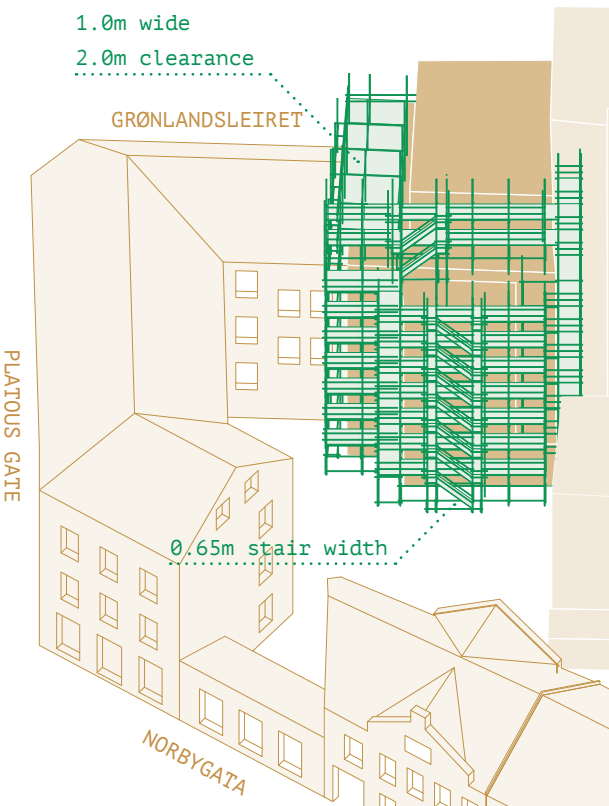 1.0m wide
2.0m clearance
GRØNLANDSLEIRET
PLATOUS GATE
0.65m stair width
NORBYGATA